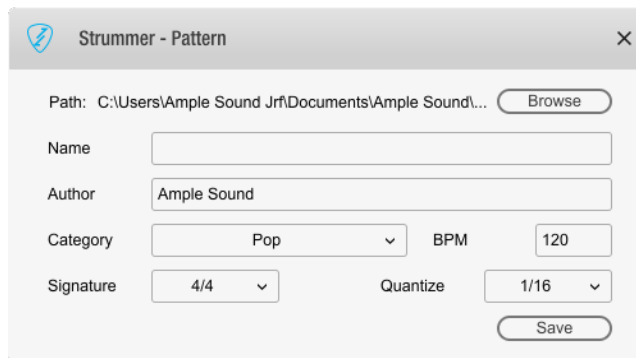 Strummer - Pattern
Path: C:\Users\Ample Sound Jrf\Documents\Ample Sound\... Browse
Name
Author Ample Sound
Category Pop BPM 120
Signature 4/4 Quantize 1/16
Save